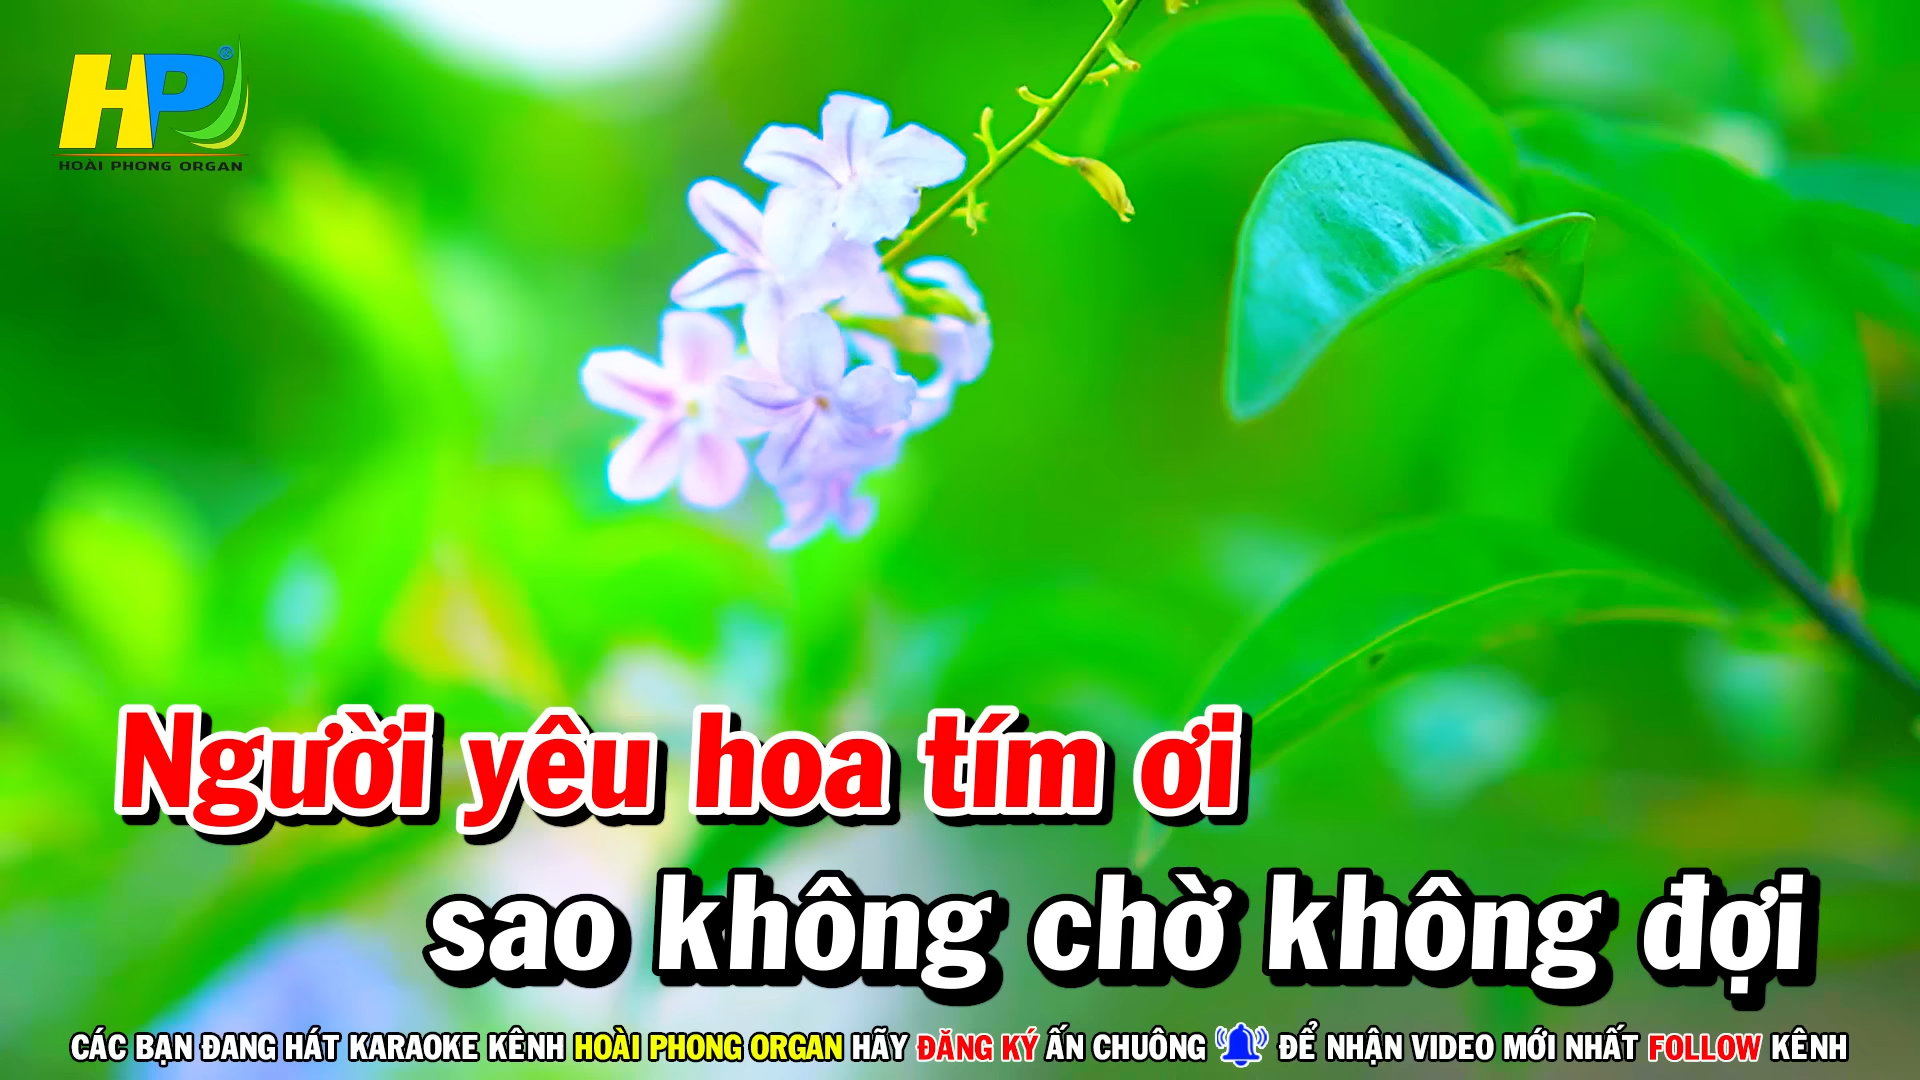 HP®
HOÀI PHONG ORGAN
Người yêu hoa tím ơi
sao không chờ không đợi
CÁC BẠN ĐANG HÁT KARAOKE KÊNH HOÀI PHONG ORGAN HÃY ĐĂNG KÝ ẤN CHUÔNG ĐỂ NHẬN VIDEO MỚI NHẤT FOLLOW KÊNH